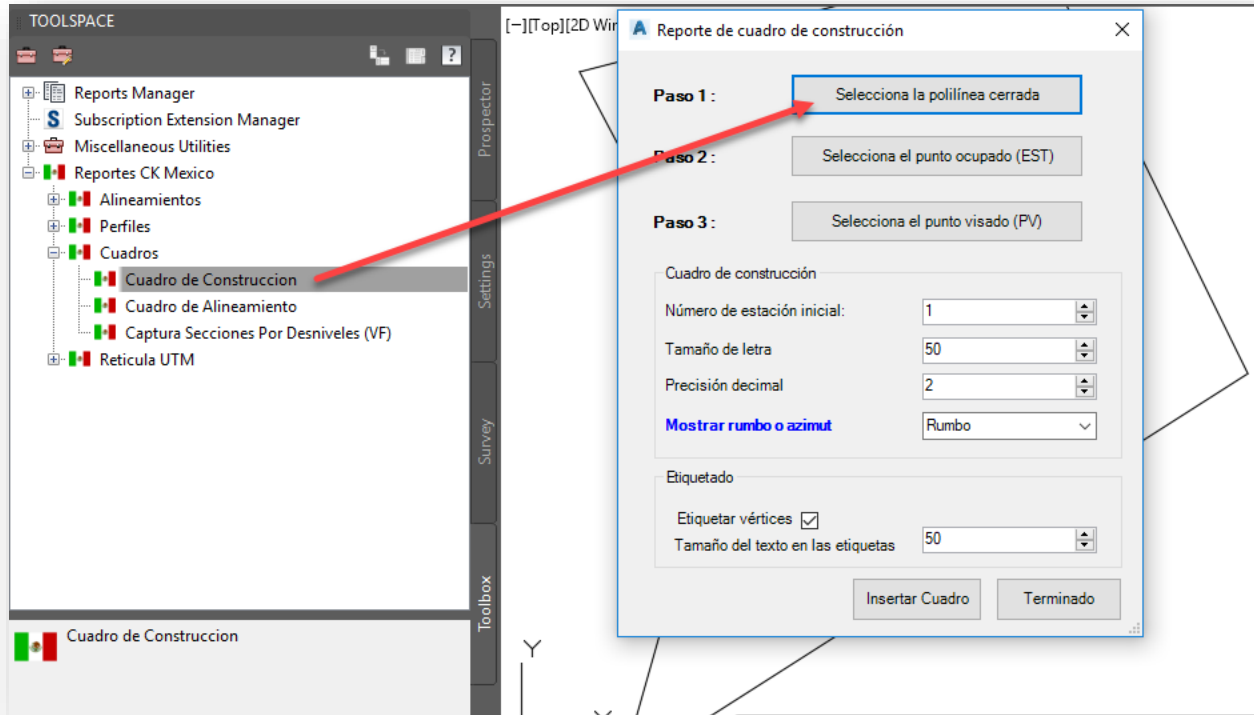 TOOLSPACE
?
Reports Manager
S Subscription Extension Manager
Miscellaneous Utilities
Reportes CK Mexico
Alineamientos
Perfiles
Cuadros
Cuadro de Construccion
Cuadro de Alineamiento
Captura Secciones Por Desniveles (VF)
Reticula UTM
Cuadro de Construccion
Prospector
Settings
Survey
Toolbox
[−][Top][2D Wir
Y
A Reporte de cuadro de construcción
Paso 1 : Selecciona la polilínea cerrada
Paso 2 : Selecciona el punto ocupado (EST)
Paso 3 : Selecciona el punto visado (PV)
Cuadro de construcción
Número de estación inicial: 1
Tamaño de letra 50
Precisión decimal 2
Mostrar rumbo o azimut Rumbo
Etiquetado
Etiquetar vértices
Tamaño del texto en las etiquetas 50
Insertar Cuadro Terminado